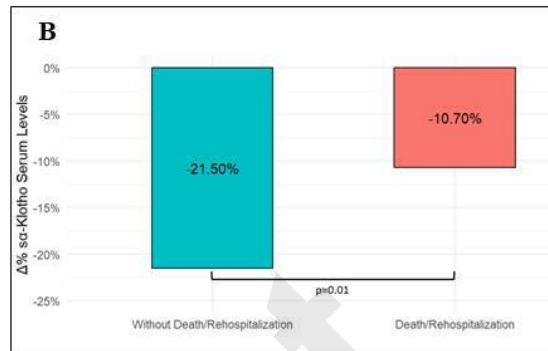 B
Δ% sα-Klotho Serum Levels
0%
-5%
-10%
-15%
-20%
-25%
-21.50%
-10.70%
p=0.01
Without Death/Rehospitalization
Death/Rehospitalization